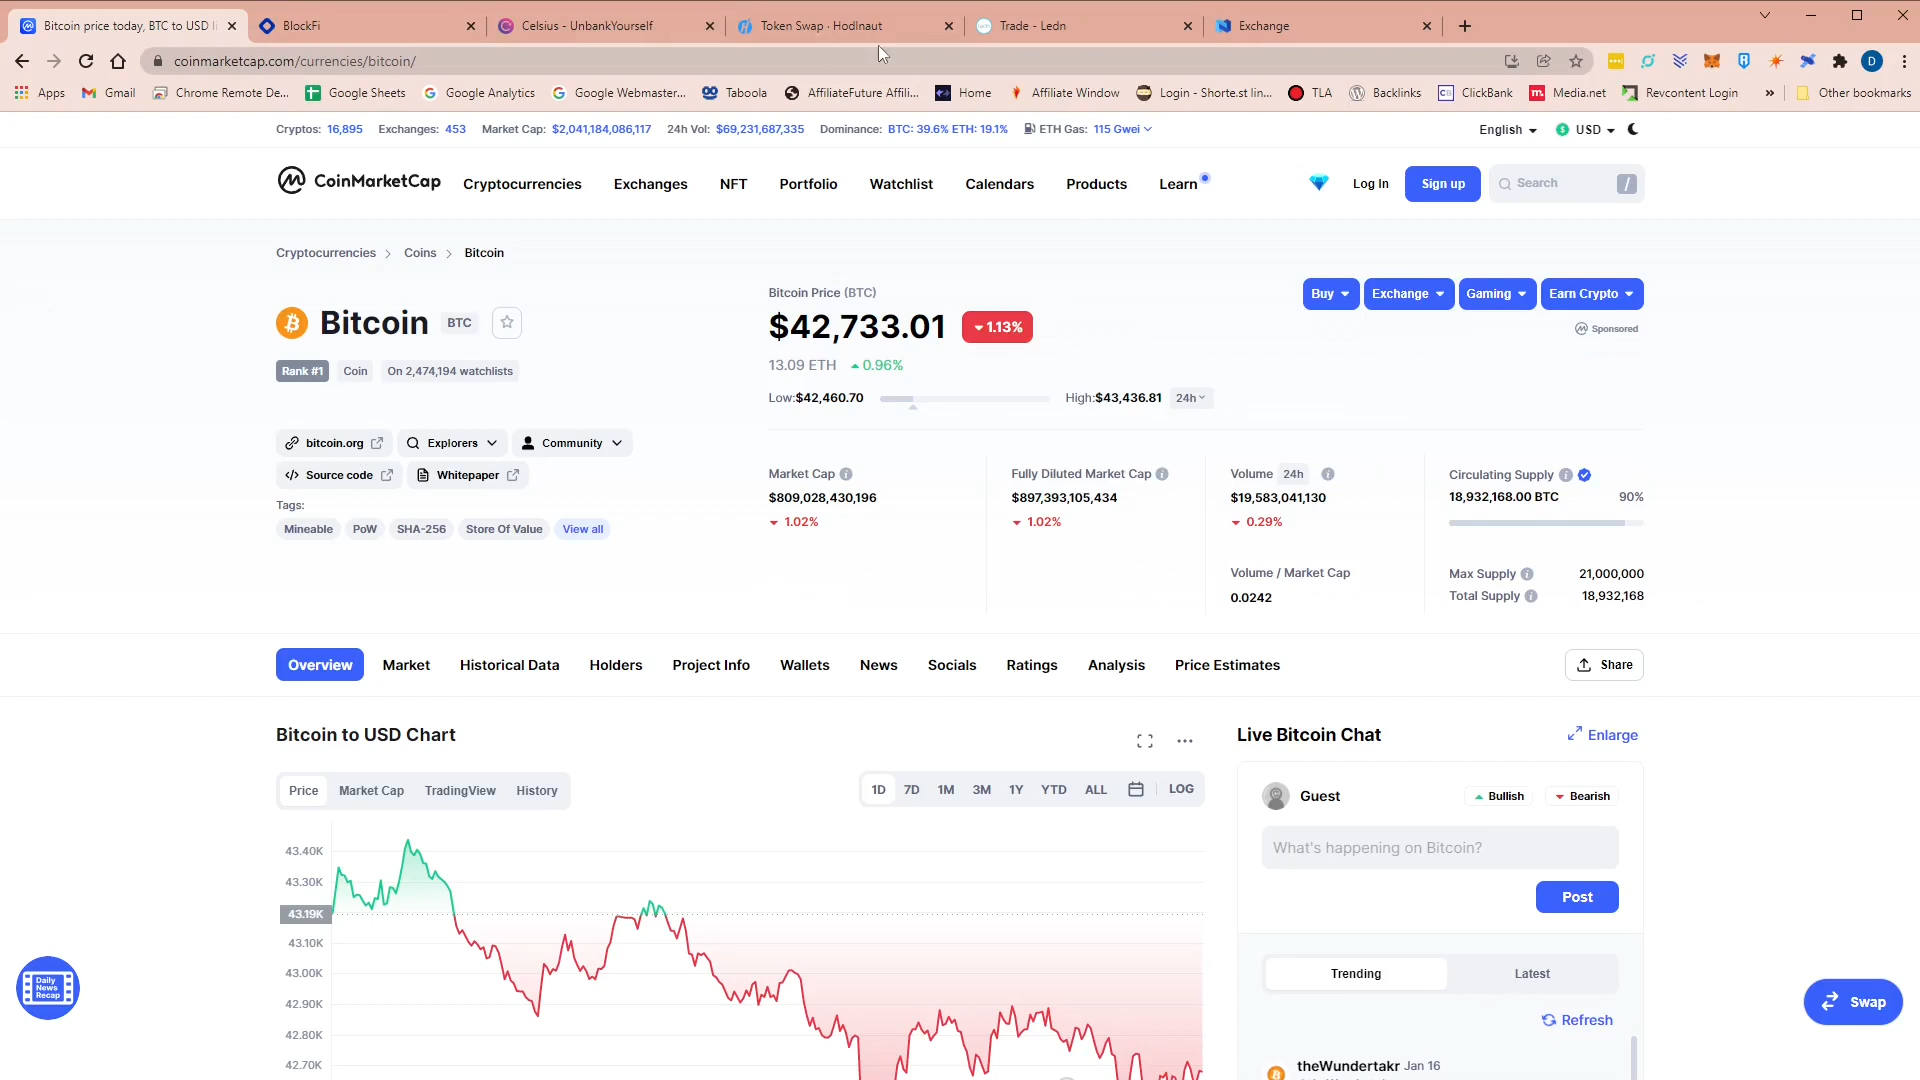 Bitcoin price today, BTC to USD li
BlockFi
Celsius - UnbankYourself
Token Swap · Hodlnaut
Trade - Ledn
Exchange
coinmarketcap.com/currencies/bitcoin/
D
Apps
Gmail
Chrome Remote De...
Google Sheets
Google Analytics
Google Webmaster...
Taboola
AffiliateFuture Affili...
Home
Affiliate Window
Login - Shorte.st lin...
TLA
Backlinks
ClickBank
Media.net
Revcontent Login
»
Other bookmarks
Cryptos: 16,895 Exchanges: 453 Market Cap: $2,041,184,086,117 24h Vol: $69,231,687,335 Dominance: BTC: 39.6% ETH: 19.1% ETH Gas: 115 Gwei
English
USD
CoinMarketCap
Cryptocurrencies
Exchanges
NFT
Portfolio
Watchlist
Calendars
Products
Learn
Log In
Sign up
Search
/
Cryptocurrencies > Coins > Bitcoin
Bitcoin BTC
Rank #1
Coin
On 2,474,194 watchlists
bitcoin.org
Explorers
Community
Source code
Whitepaper
Tags:
Mineable
PoW
SHA-256
Store Of Value
View all
Bitcoin Price (BTC)
$42,733.01 1.13%
13.09 ETH 0.96%
Low:$42,460.70
High:$43,436.81
24h
Buy
Exchange
Gaming
Earn Crypto
Sponsored
Market Cap
$809,028,430,196
1.02%
Fully Diluted Market Cap
$897,393,105,434
1.02%
Volume 24h
$19,583,041,130
0.29%
Volume / Market Cap
0.0242
Circulating Supply
18,932,168.00 BTC 90%
Max Supply 21,000,000
Total Supply 18,932,168
Overview
Market
Historical Data
Holders
Project Info
Wallets
News
Socials
Ratings
Analysis
Price Estimates
Share
Bitcoin to USD Chart
Price
Market Cap
TradingView
History
1D
7D
1M
3M
1Y
YTD
ALL
LOG
43.40K
43.30K
43.19K
43.10K
43.00K
42.90K
42.80K
42.70K
Live Bitcoin Chat
Enlarge
Guest
Bullish
Bearish
What's happening on Bitcoin?
Post
Trending
Latest
Refresh
theWundertakr Jan 16
Daily
News
Recap
Swap